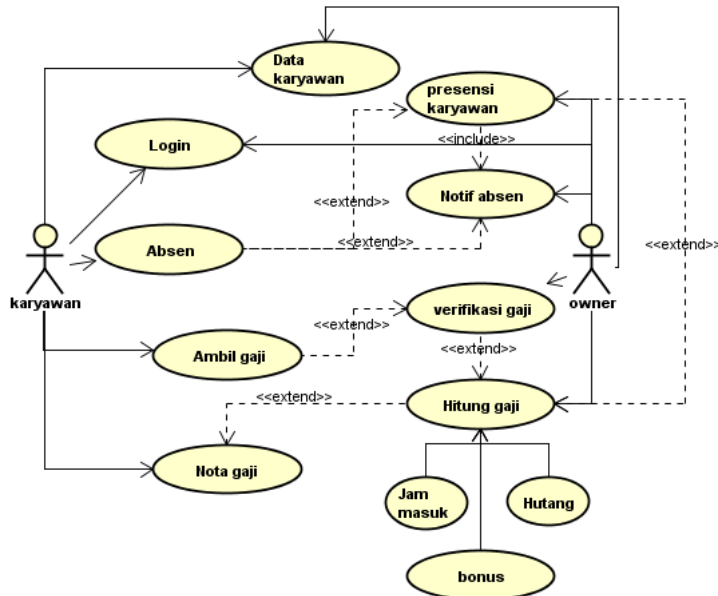 Data
karyawan
presensi
karyawan
<<include>>
Login
Notif absen
<<extend>>
Absen
<<extend>>
<<extend>>
karyawan
owner
verifikasi gaji
<<extend>>
<<extend>>
Ambil gaji
<<extend>>
Hitung gaji
Nota gaji
Jam
masuk
Hutang
bonus